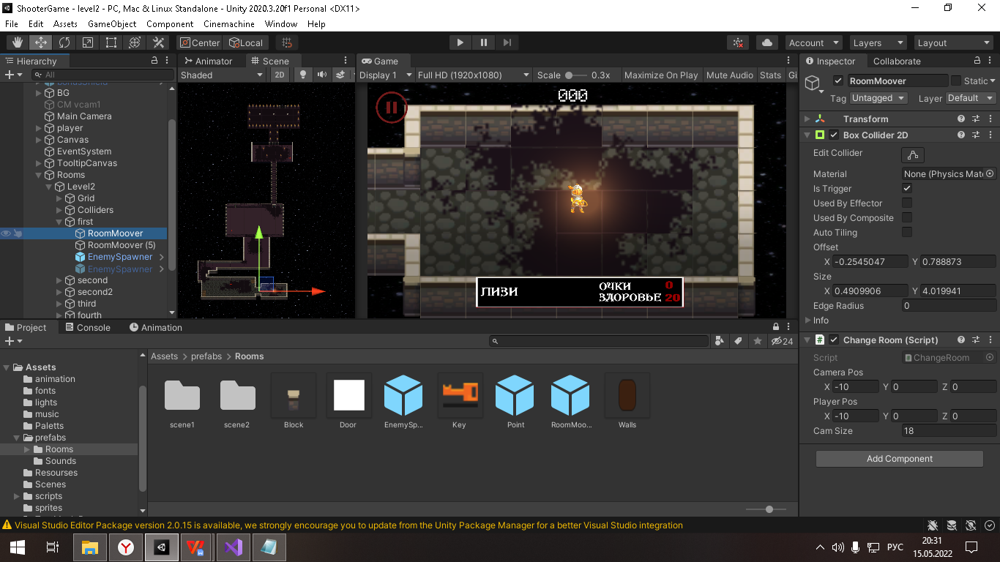 ShooterGame - level2 - PC, Mac & Linux Standalone - Unity 2020.3.20f1 Personal <DX11>
File Edit Assets GameObject Component Cinemachine Window Help
Center Local Account Layers Layout
Hierarchy
All
bonusShield
BG
CM vcam1
Main Camera
player
Canvas
EventSystem
TooltipCanvas
Rooms
Level2
Grid
Colliders
first
RoomMoover
RoomMoover (5)
EnemySpawner
EnemySpawner
second
second2
third
fourth
Animator Scene
Shaded 2D
Game
Display 1 Full HD (1920x1080) Scale 0.3x Maximize On Play Mute Audio Stats Gi
000
ЛИЗИ
ОЧКИ 0
ЗДОРОВЬЕ 20
Inspector Collaborate
RoomMoover Static
Tag Untagged Layer Default
Transform
Box Collider 2D
Edit Collider
Material None (Physics Mate
Is Trigger
Used By Effector
Used By Composite
Auto Tiling
Offset
X -0.2545047 Y 0.788873
Size
X 0.4909906 Y 4.019941
Edge Radius 0
Info
Change Room (Script)
Script ChangeRoom
Camera Pos
X -10 Y 0 Z 0
Player Pos
X -10 Y 0 Z 0
Cam Size 18
Add Component
Project Console Animation
24
Assets
animation
fonts
lights
music
Paletts
prefabs
Rooms
Sounds
Resourses
Scenes
scripts
sprites
Assets > prefabs > Rooms
scene1 scene2 Block Door EnemySp... Key Point RoomMoo... Walls
Visual Studio Editor Package version 2.0.15 is available, we strongly encourage you to update from the Unity Package Manager for a better Visual Studio integration
РУС
20:31
15.05.2022